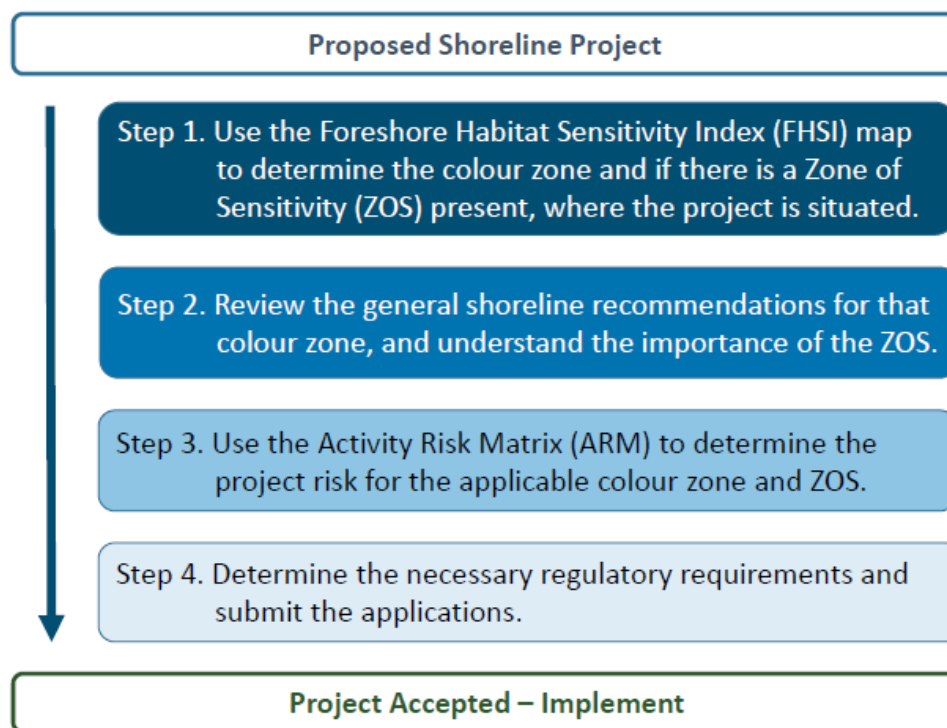 Proposed Shoreline Project
Step 1. Use the Foreshore Habitat Sensitivity Index (FHSI) map
to determine the colour zone and if there is a Zone of
Sensitivity (ZOS) present, where the project is situated.
Step 2. Review the general shoreline recommendations for that
colour zone, and understand the importance of the ZOS.
Step 3. Use the Activity Risk Matrix (ARM) to determine the
project risk for the applicable colour zone and ZOS.
Step 4. Determine the necessary regulatory requirements and
submit the applications.
Project Accepted – Implement